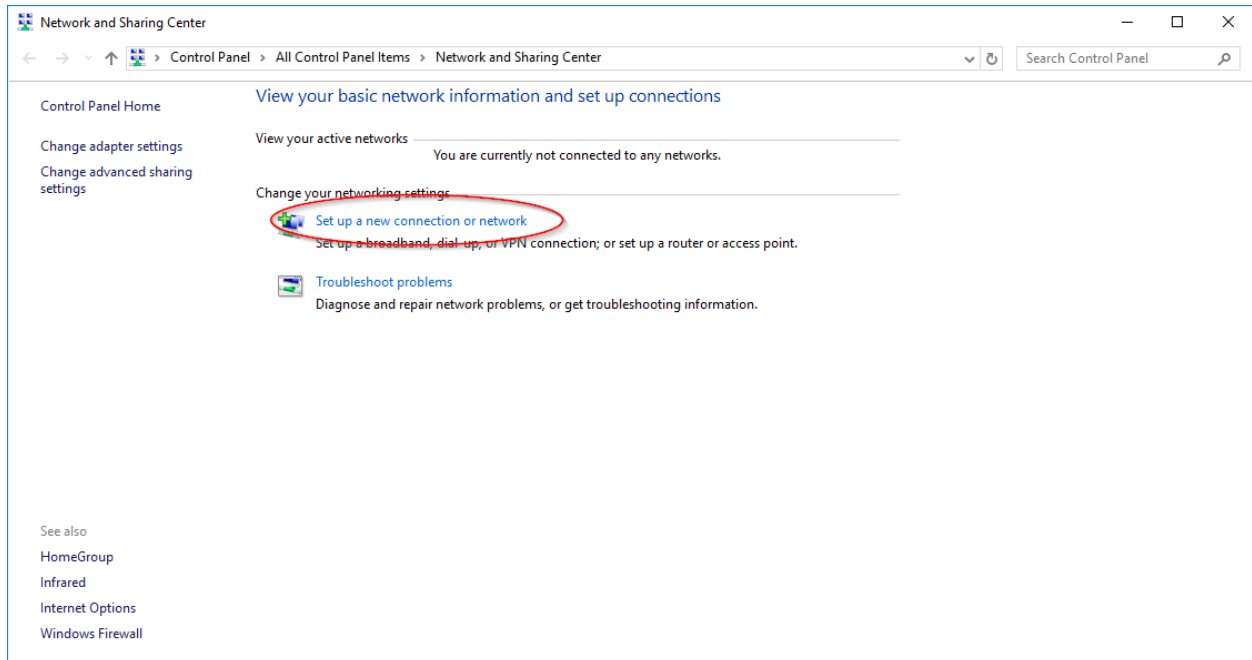 Network and Sharing Center
Control Panel > All Control Panel Items > Network and Sharing Center
Search Control Panel
Control Panel Home
Change adapter settings
Change advanced sharing
settings
View your basic network information and set up connections
View your active networks
You are currently not connected to any networks.
Change your networking settings
Set up a new connection or network
Set up a broadband, dial-up, or VPN connection; or set up a router or access point.
Troubleshoot problems
Diagnose and repair network problems, or get troubleshooting information.
See also
HomeGroup
Infrared
Internet Options
Windows Firewall